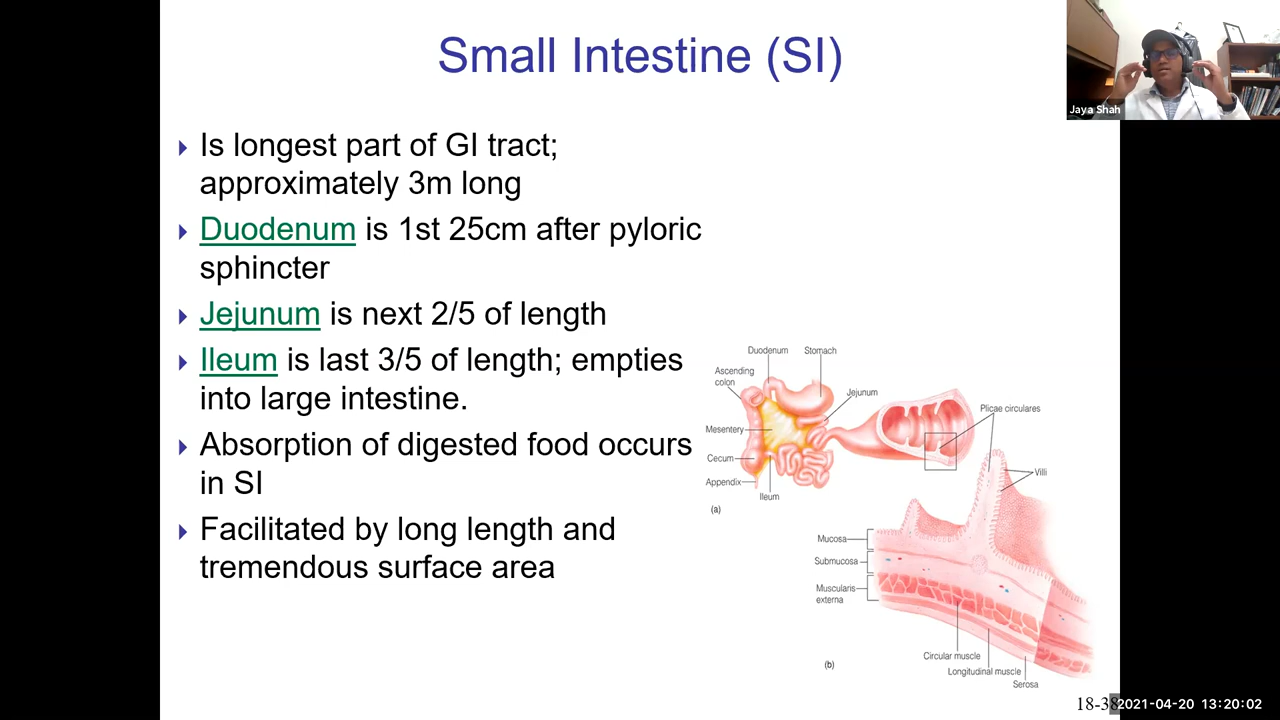 Small Intestine (SI)
Jaya Shah
Is longest part of GI tract;
approximately 3m long
Duodenum is 1st 25cm after pyloric
sphincter
Jejunum is next 2/5 of length
Ileum is last 3/5 of length; empties
into large intestine.
Absorption of digested food occurs
in SI
Facilitated by long length and
tremendous surface area
Duodenum
Stomach
Ascending
colon
Jejunum
Plicae circulares
Mesentery
Cecum
Villi
Appendix
Ileum
(a)
Mucosa
Submucosa
Muscularis
externa
Circular muscle
(b)
Longitudinal muscle
Serosa
18-38
2021-04-20 13:20:02